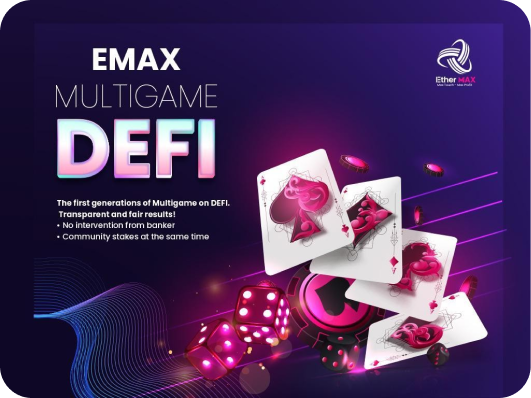 EMAX
MULTIGAME
DEFI
Ether MAX
The first generations of Multigame on DEFI.
Transparent and fair results!
• No intervention from banker
• Community stakes at the same time